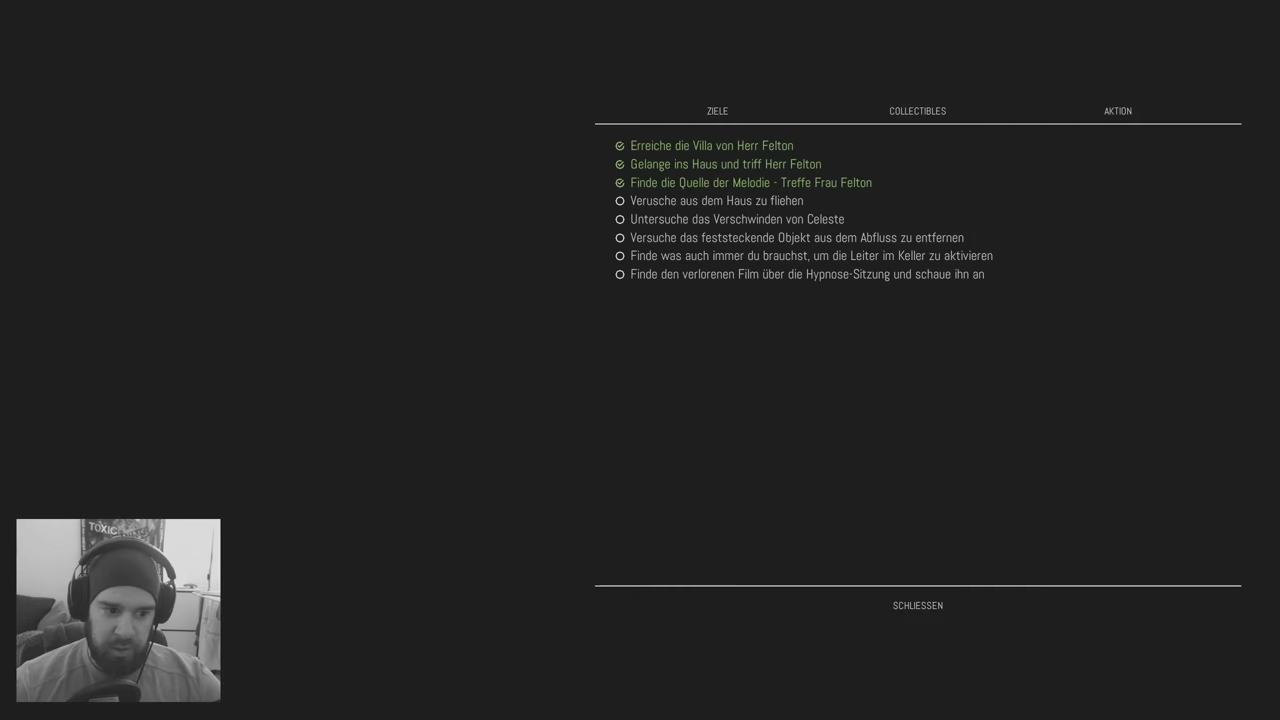 ZIELE
COLLECTIBLES
AKTION
Erreiche die Villa von Herr Felton
Gelange ins Haus und triff Herr Felton
Finde die Quelle der Melodie - Treffe Frau Felton
Verusche aus dem Haus zu fliehen
Untersuche das Verschwinden von Celeste
Versuche das feststeckende Objekt aus dem Abfluss zu entfernen
Finde was auch immer du brauchst, um die Leiter im Keller zu aktivieren
Finde den verlorenen Film über die Hypnose-Sitzung und schaue ihn an
SCHLIESSEN
TOXIC